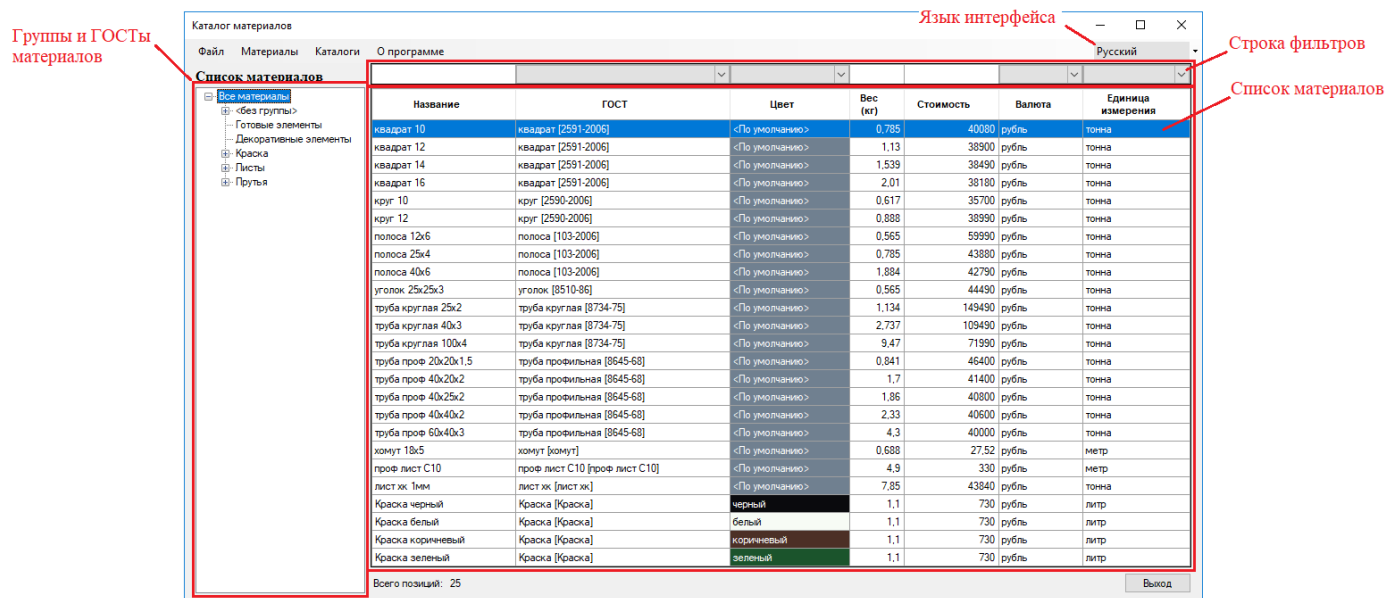 Группы и ГОСТы
материалов
Язык интерфейса
Строка фильтров
Список материалов
Каталог материалов
Файл Материалы Каталоги О программе Русский
Список материалов
Все материалы
<без группы>
Готовые элементы
Декоративные элементы
Краска
Листы
Прутья
Название ГОСТ Цвет Вес (кг) Стоимость Валюта Единица измерения
квадрат 10 квадрат [2591-2006] <По умолчанию> 0,785 40080 рубль тонна
квадрат 12 квадрат [2591-2006] <По умолчанию> 1,13 38900 рубль тонна
квадрат 14 квадрат [2591-2006] <По умолчанию> 1,539 38490 рубль тонна
квадрат 16 квадрат [2591-2006] <По умолчанию> 2,01 38180 рубль тонна
круг 10 круг [2590-2006] <По умолчанию> 0,617 35700 рубль тонна
круг 12 круг [2590-2006] <По умолчанию> 0,888 38990 рубль тонна
полоса 12х6 полоса [103-2006] <По умолчанию> 0,565 59990 рубль тонна
полоса 25х4 полоса [103-2006] <По умолчанию> 0,785 43880 рубль тонна
полоса 40х6 полоса [103-2006] <По умолчанию> 1,884 42790 рубль тонна
уголок 25х25х3 уголок [8510-86] <По умолчанию> 0,565 44490 рубль тонна
труба круглая 25х2 труба круглая [8734-75] <По умолчанию> 1,134 149490 рубль тонна
труба круглая 40х3 труба круглая [8734-75] <По умолчанию> 2,737 109490 рубль тонна
труба круглая 100х4 труба круглая [8734-75] <По умолчанию> 9,47 71990 рубль тонна
труба проф 20х20х1,5 труба профильная [8645-68] <По умолчанию> 0,841 46400 рубль тонна
труба проф 40х20х2 труба профильная [8645-68] <По умолчанию> 1,7 41400 рубль тонна
труба проф 40х25х2 труба профильная [8645-68] <По умолчанию> 1,86 40800 рубль тонна
труба проф 40х40х2 труба профильная [8645-68] <По умолчанию> 2,33 40600 рубль тонна
труба проф 60х40х3 труба профильная [8645-68] <По умолчанию> 4,3 40000 рубль тонна
хомут 18х5 хомут [хомут] <По умолчанию> 0,688 27,52 рубль метр
проф лист С10 проф лист С10 [проф лист С10] <По умолчанию> 4,9 330 рубль метр
лист хк 1мм лист хк [лист хк] <По умолчанию> 7,85 43840 рубль тонна
Краска черный Краска [Краска] черный 1,1 730 рубль литр
Краска белый Краска [Краска] белый 1,1 730 рубль литр
Краска коричневый Краска [Краска] коричневый 1,1 730 рубль литр
Краска зеленый Краска [Краска] зеленый 1,1 730 рубль литр
Всего позиций: 25
Выход